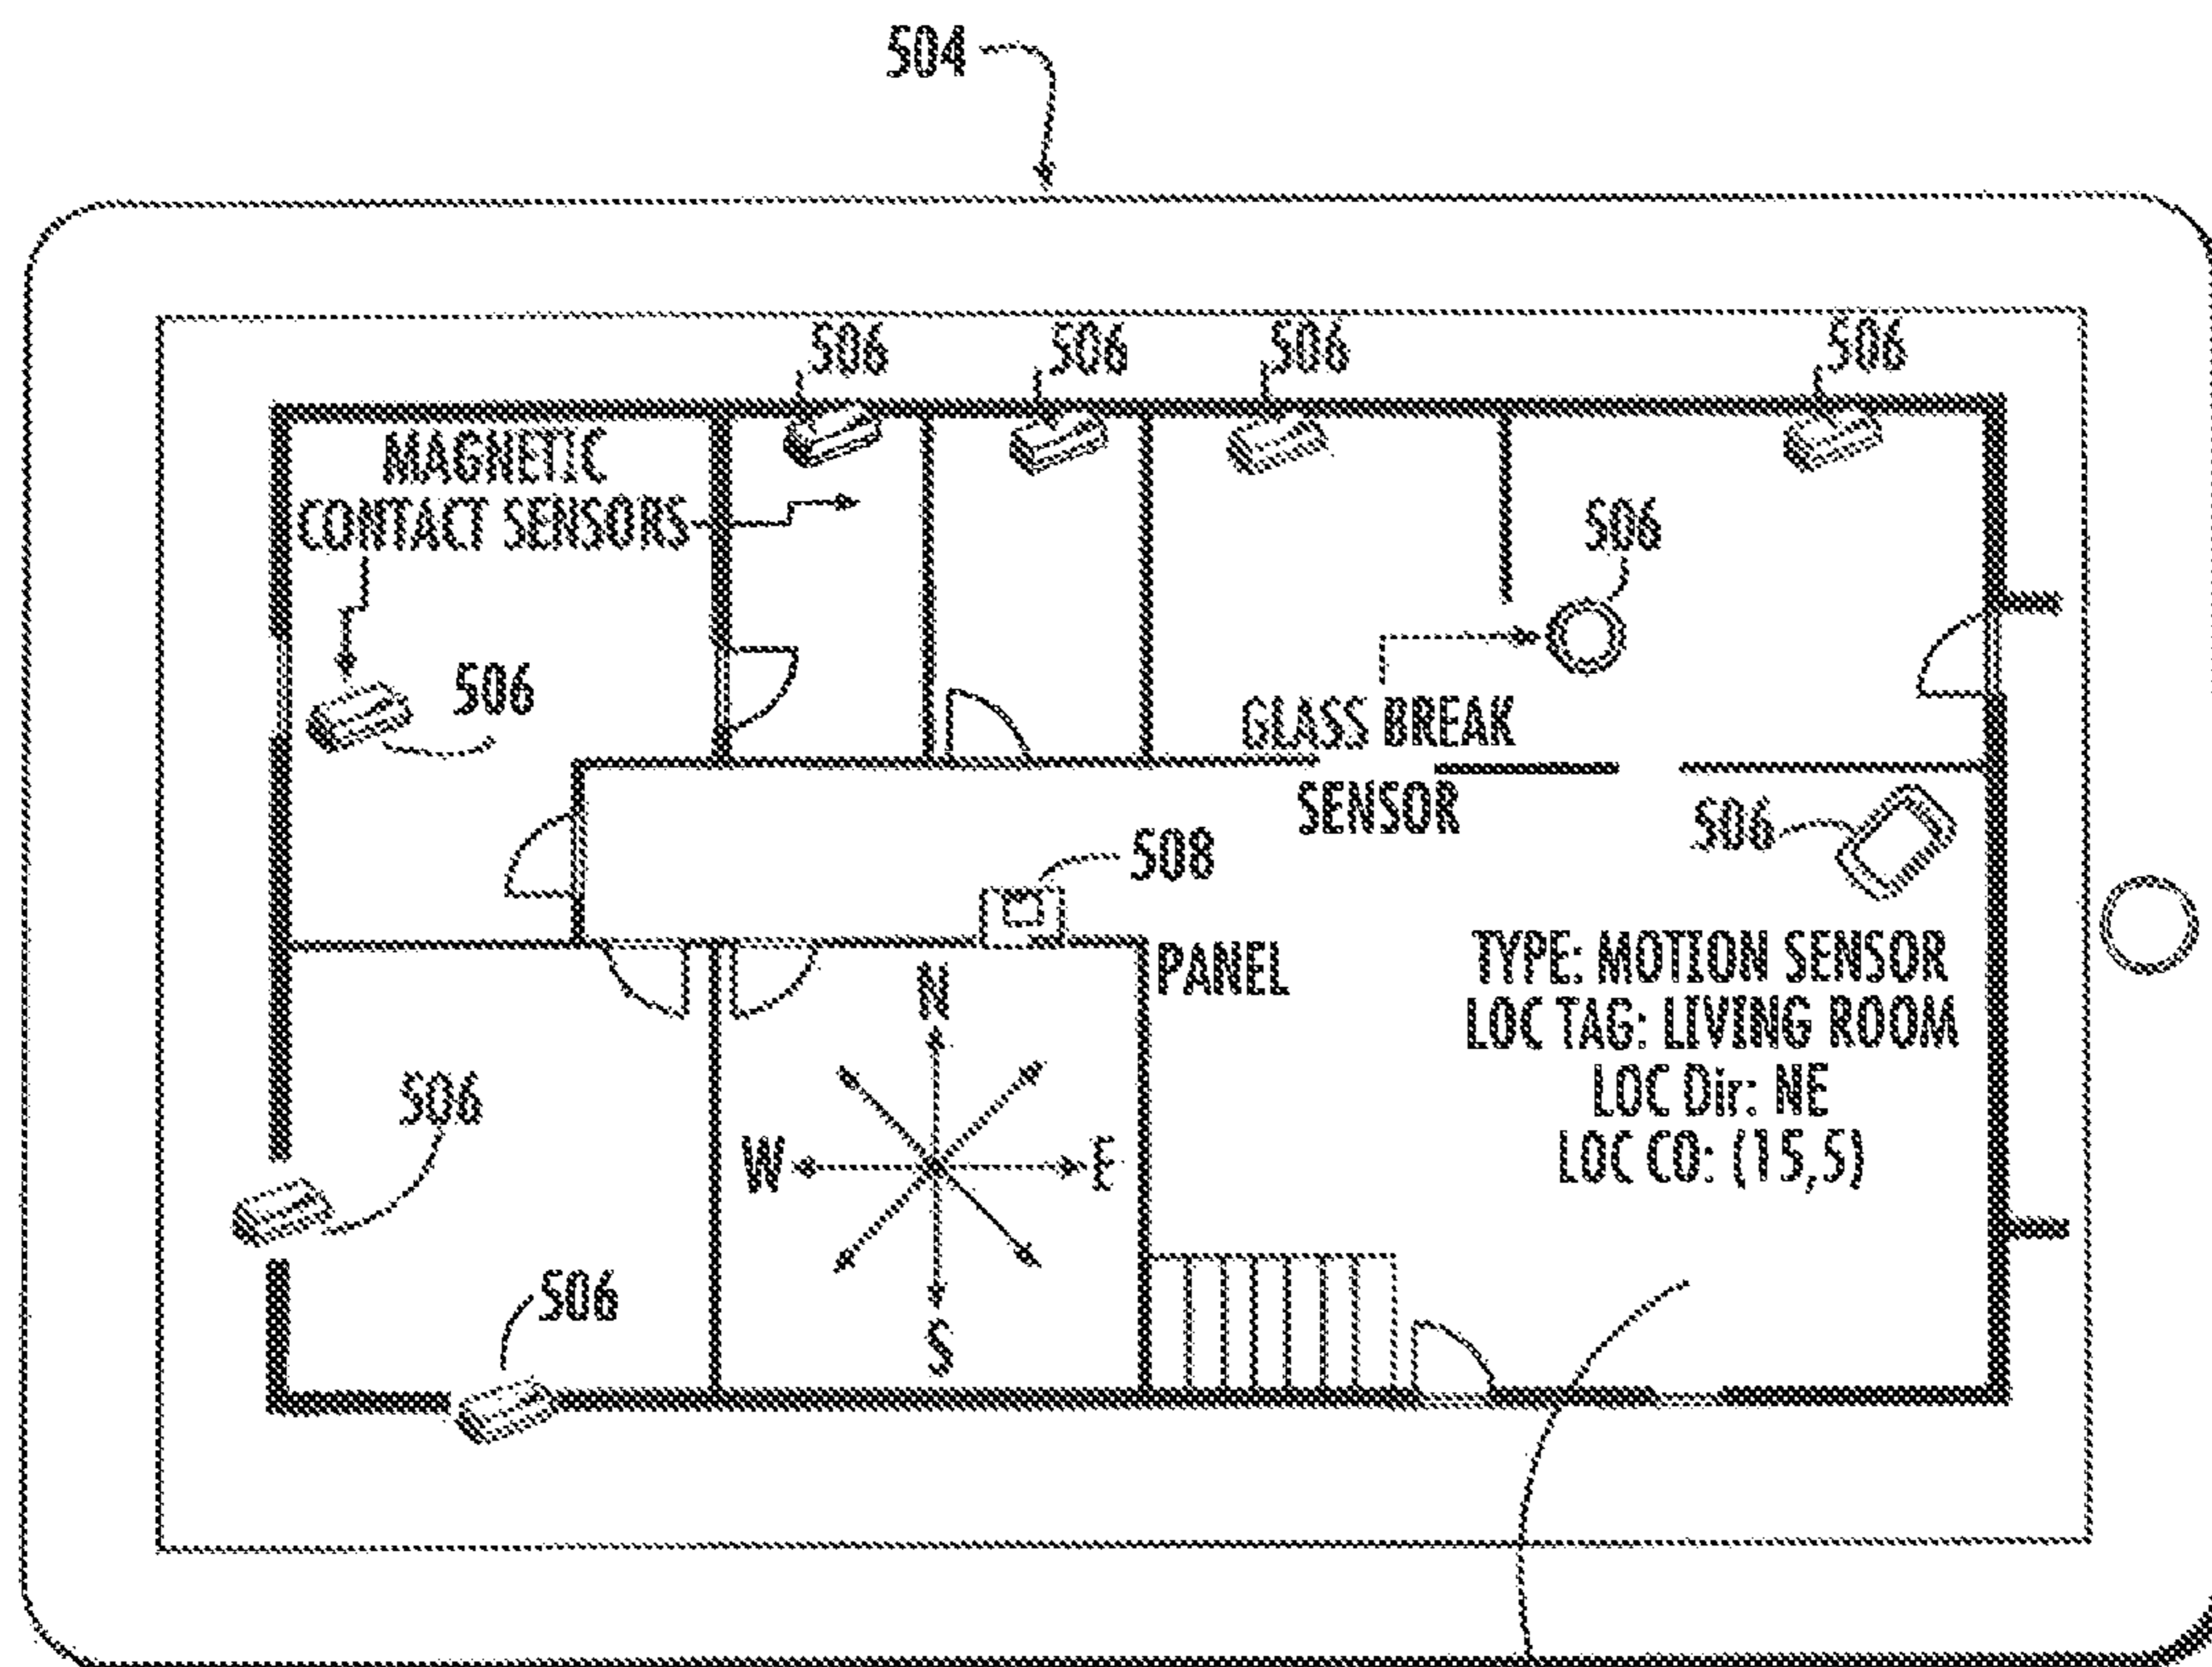 504
506
506
506
506
MAGNETIC
CONTACT SENSORS
506
506
GLASS BREAK
SENSOR
506
508
PANEL
TYPE: MOTION SENSOR
LOC TAG: LIVING ROOM
LOC Dir: NE
LOC CO: (15,5)
N
W
E
S
506
506